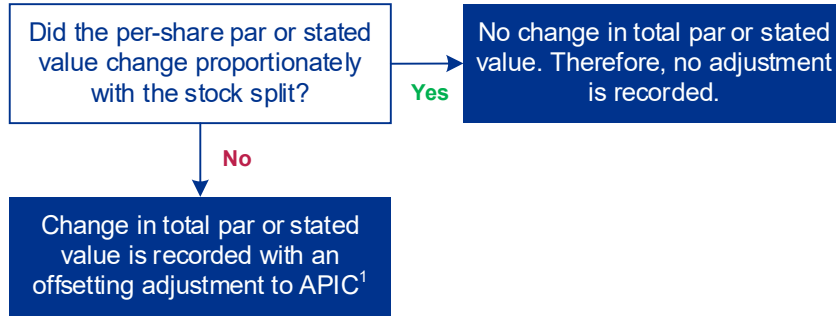 Did the per-share par or stated
value change proportionately
with the stock split?
Yes
No change in total par or stated
value. Therefore, no adjustment
is recorded.
No
Change in total par or stated
value is recorded with an
offsetting adjustment to APIC¹